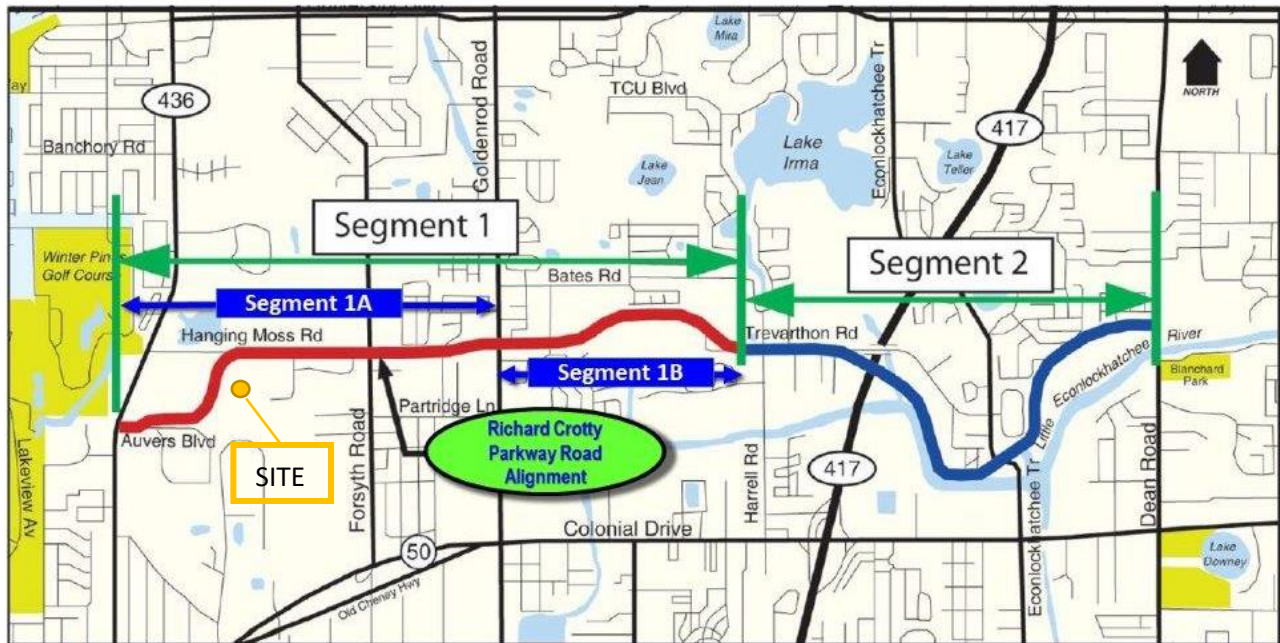 Lake
Mira
TCU Blvd
NORTH
ay
436
Banchory Rd
Goldenrod Road
Lake
Jean
Lake
Irma
Econlockhatchee Tr
417
Lake
Teller
Segment 1
Winter Pines
Golf Course
Bates Rd
Segment 2
Segment 1A
Hanging Moss Rd
Trevarthon Rd
River
Segment 1B
Little Econlockhatchee
Blanchard
Park
Partridge Ln
Auvers Blvd
Richard Crotty
Parkway Road
Alignment
SITE
Lakeview Av
Forsyth Road
Harrell Rd
417
Econlockhatchee Tr
Dean Road
Colonial Drive
50
Old Cheney Hwy
Lake
Downey